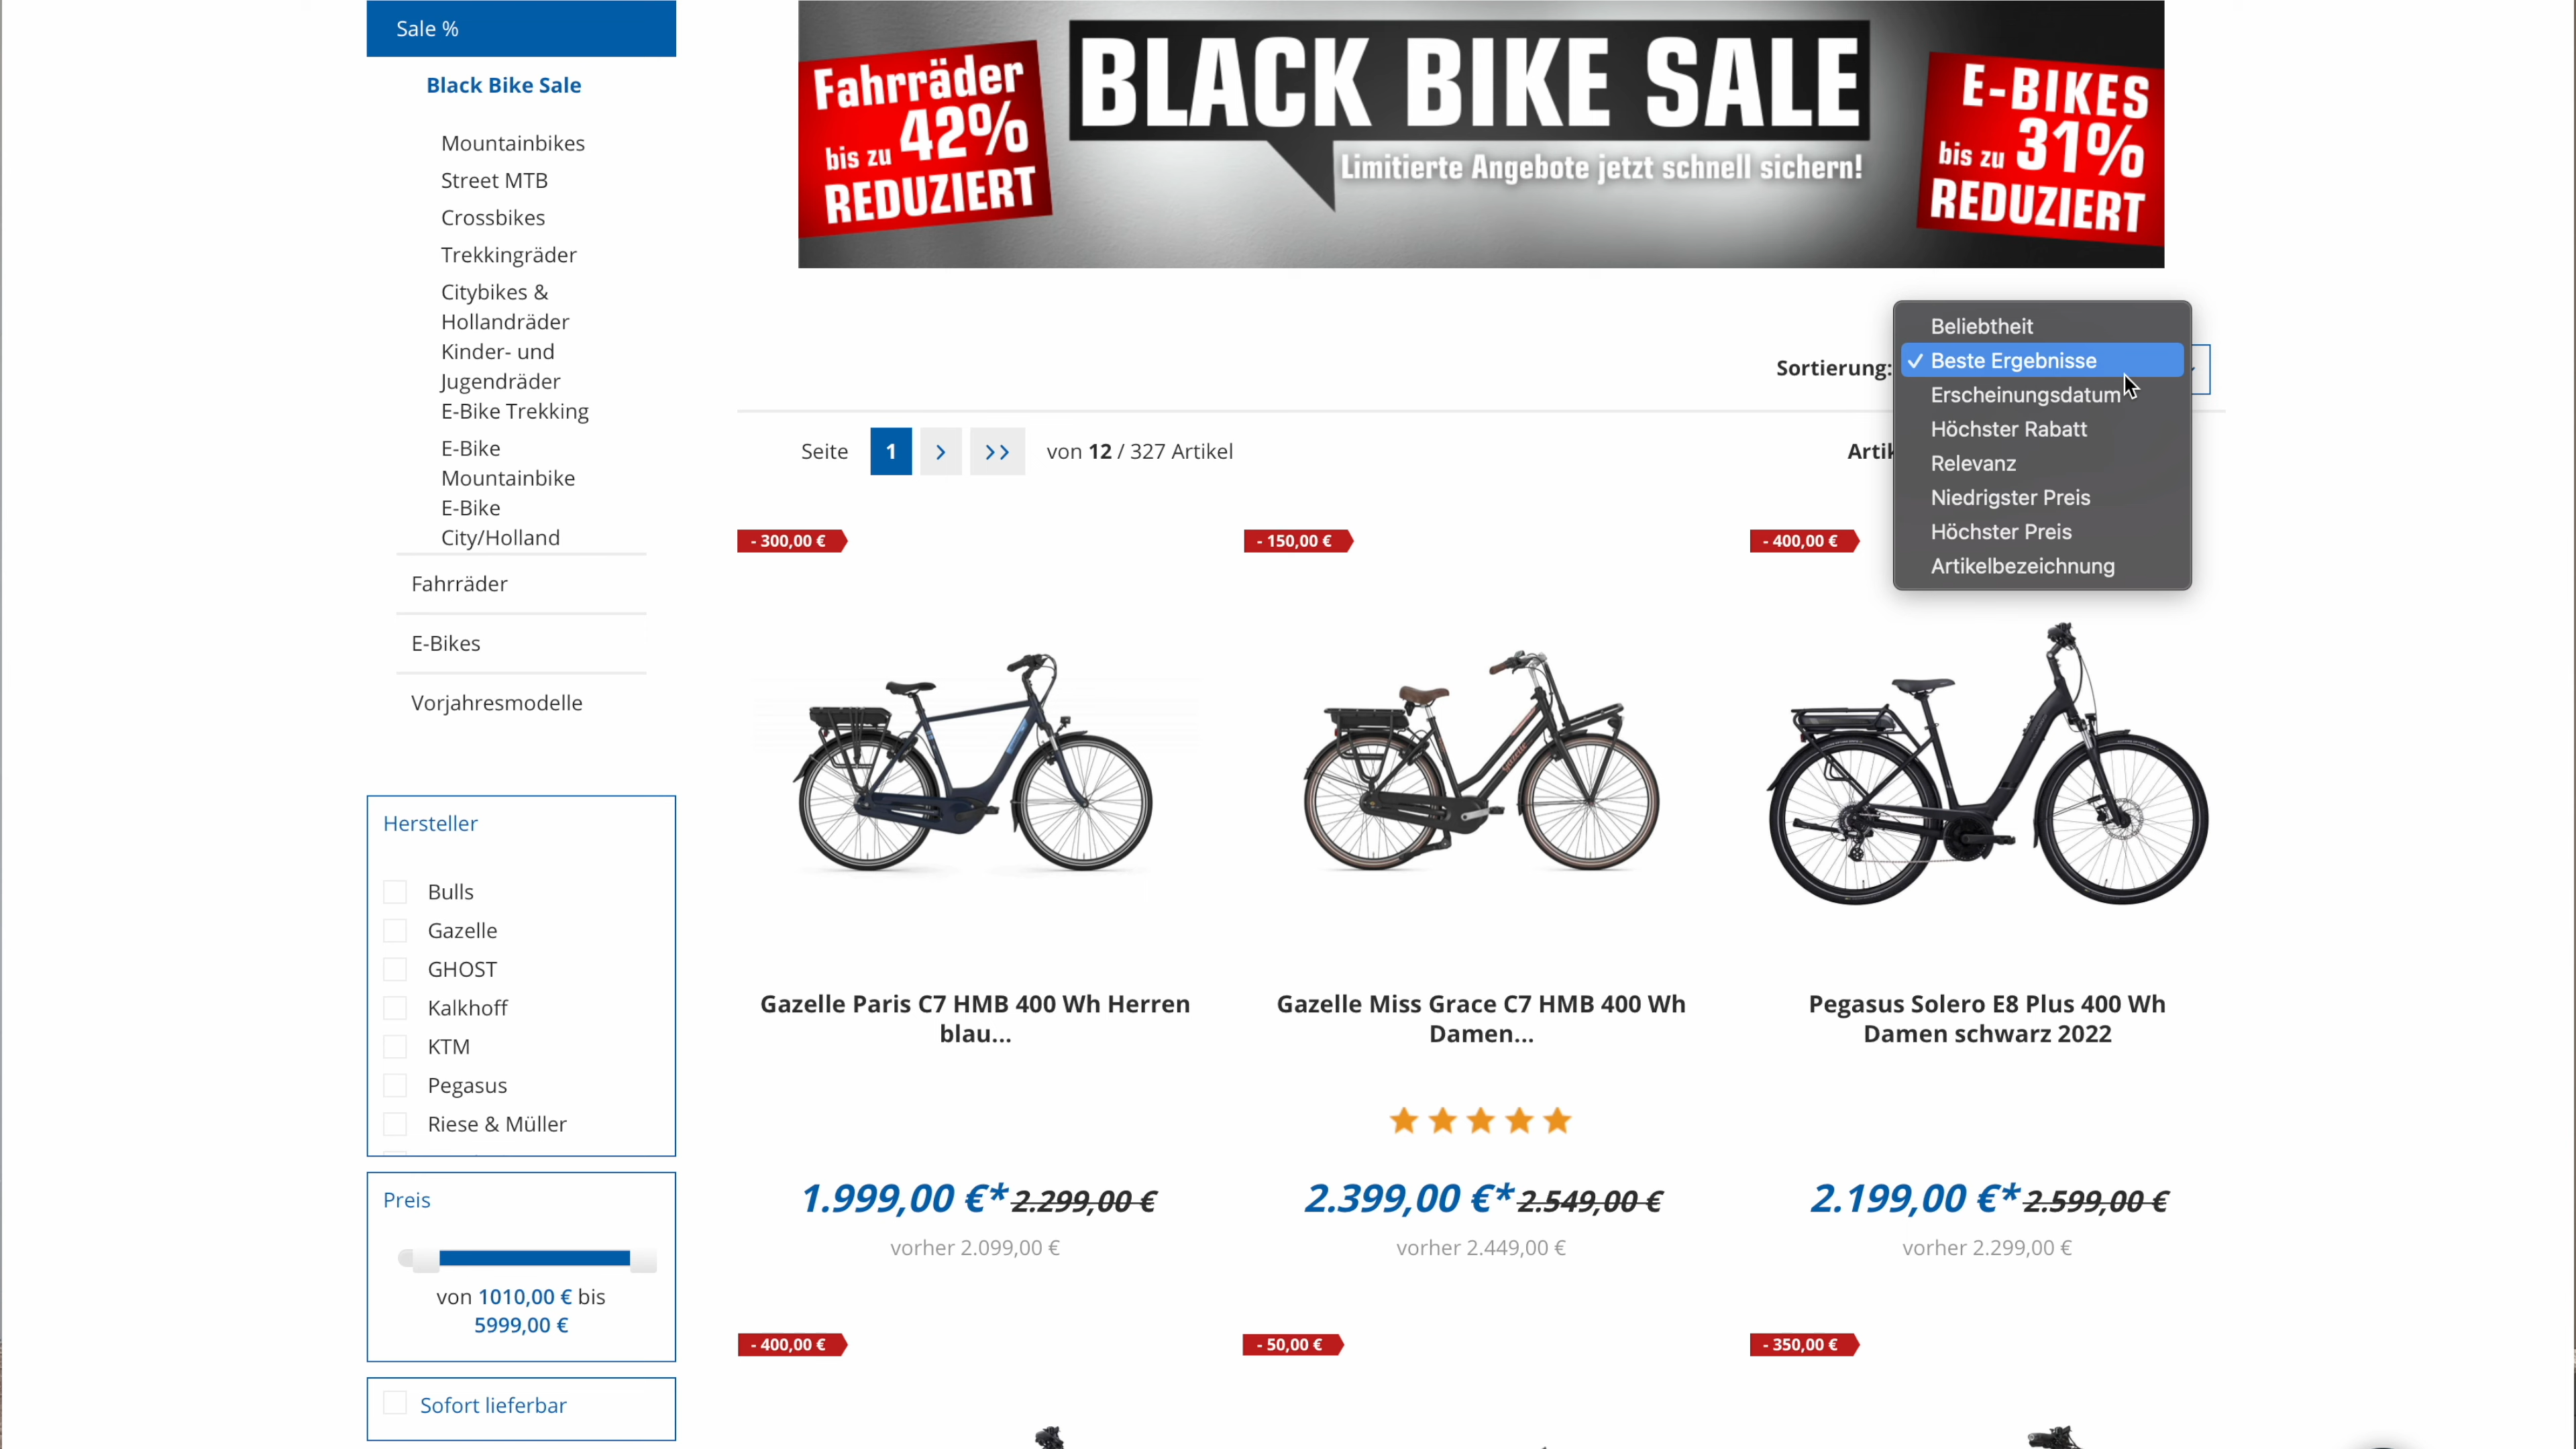 Sale %
Black Bike Sale
Mountainbikes
Street MTB
Crossbikes
Trekkingräder
Citybikes &
Hollandräder
Kinder- und
Jugendräder
E-Bike Trekking
E-Bike
Mountainbike
E-Bike
City/Holland
Fahrräder
E-Bikes
Vorjahresmodelle
Hersteller
Bulls
Gazelle
GHOST
Kalkhoff
KTM
Pegasus
Riese & Müller
Preis
von 1010,00 € bis
5999,00 €
Sofort lieferbar
Fahrräder
bis zu 42%
REDUZIERT
BLACK BIKE SALE
Limitierte Angebote jetzt schnell sichern!
E-BIKES
bis zu 31%
REDUZIERT
Sortierung:
Beliebtheit
✓ Beste Ergebnisse
Erscheinungsdatum
Höchster Rabatt
Relevanz
Niedrigster Preis
Höchster Preis
Artikelbezeichnung
Seite 1 > >> von 12 / 327 Artikel
- 300,00 €
- 150,00 €
- 400,00 €
Gazelle Paris C7 HMB 400 Wh Herren
blau...
1.999,00 €* 2.299,00 €
vorher 2.099,00 €
Gazelle Miss Grace C7 HMB 400 Wh
Damen...
2.399,00 €* 2.549,00 €
vorher 2.449,00 €
Pegasus Solero E8 Plus 400 Wh
Damen schwarz 2022
2.199,00 €* 2.599,00 €
vorher 2.299,00 €
- 400,00 €
- 50,00 €
- 350,00 €